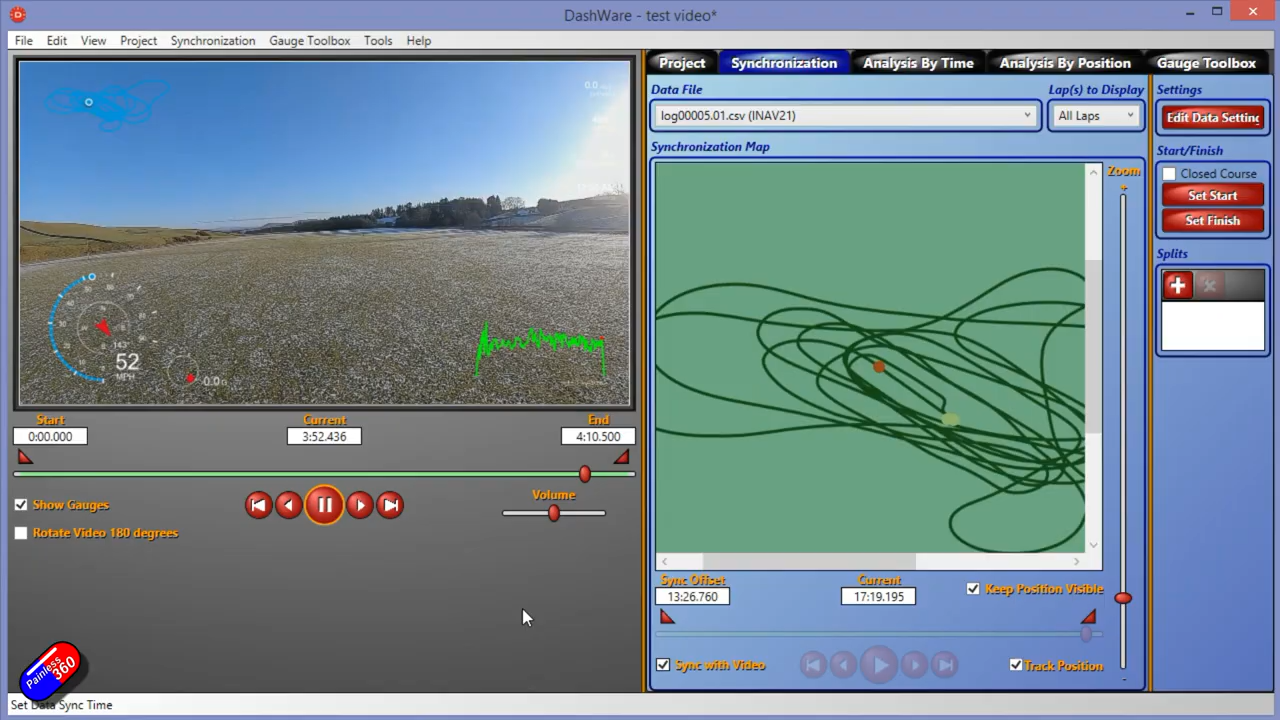 DashWare - test video*
File Edit View Project Synchronization Gauge Toolbox Tools Help
Project Synchronization Analysis By Time Analysis By Position Gauge Toolbox
Data File
Lap(s) to Display
Settings
log00005.01.csv (INAV21)
All Laps
Edit Data Setting
Synchronization Map
Start/Finish
Zoom
+
Closed Course
Set Start
Set Finish
Splits
143°
52
MPH
0.0
Start
Current
End
0:00.000
3:52.436
4:10.500
Show Gauges
Volume
Rotate Video 180 degrees
Sync Offset
Current
Keep Position Visible
13:26.760
17:19.195
Sync with Video
Track Position
-
Painless
360
Set Data Sync Time